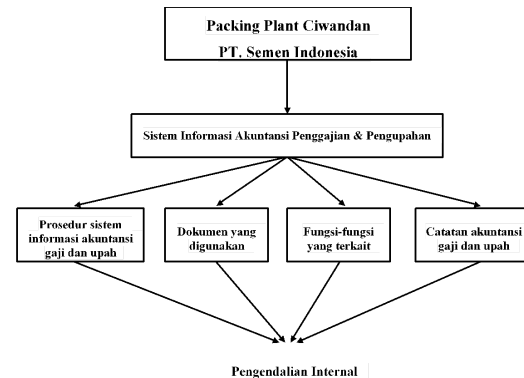 Packing Plant Ciwandan
PT. Semen Indonesia
Sistem Informasi Akuntansi Penggajian & Pengupahan
Prosedur sistem
informasi akuntansi
gaji dan upah
Dokumen yang
digunakan
Fungsi-fungsi
yang terkait
Catatan akuntansi
gaji dan upah
Pengendalian Internal